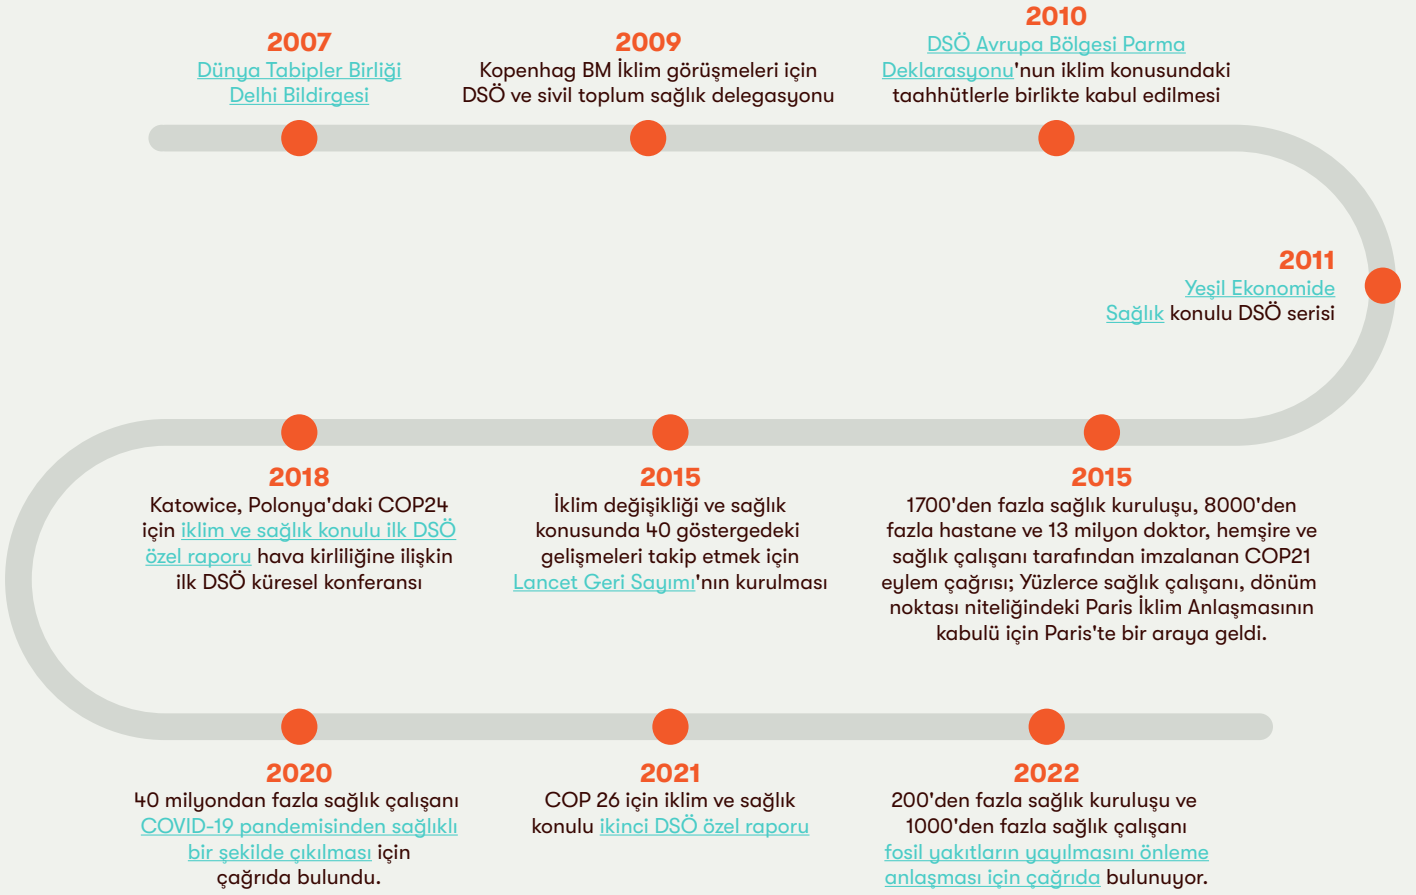 2007
Dünya Tabipler Birliği
Delhi Bildirgesi
2009
Kopenhag BM İklim görüşmeleri için
DSÖ ve sivil toplum sağlık delegasyonu
2010
DSÖ Avrupa Bölgesi Parma
Deklarasyonu'nun iklim konusundaki
taahhütlerle birlikte kabul edilmesi
2011
Yeşil Ekonomide
Sağlık konulu DSÖ serisi
2015
1700'den fazla sağlık kuruluşu, 8000'den
fazla hastane ve 13 milyon doktor, hemşire ve
sağlık çalışanı tarafından imzalanan COP21
eylem çağrısı; Yüzlerce sağlık çalışanı, dönüm
noktası niteliğindeki Paris İklim Anlaşmasının
kabulü için Paris'te bir araya geldi.
2015
İklim değişikliği ve sağlık
konusunda 40 göstergedeki
gelişmeleri takip etmek için
Lancet Geri Sayımı'nın kurulması
2018
Katowice, Polonya'daki COP24
için iklim ve sağlık konulu ilk DSÖ
özel raporu hava kirliliğine ilişkin
ilk DSÖ küresel konferansı
2020
40 milyondan fazla sağlık çalışanı
COVID-19 pandemisinden sağlıklı
bir şekilde çıkılması için
çağrıda bulundu.
2021
COP 26 için iklim ve sağlık
konulu ikinci DSÖ özel raporu
2022
200'den fazla sağlık kuruluşu ve
1000'den fazla sağlık çalışanı
fosil yakıtların yayılmasını önleme
anlaşması için çağrıda bulunuyor.